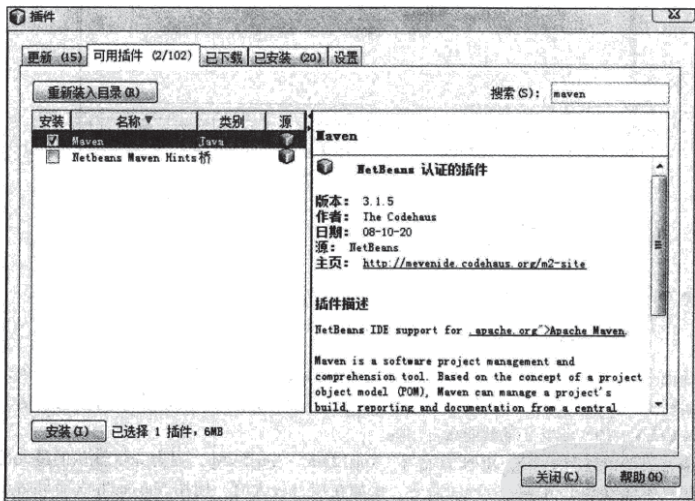 插件
更新 (15) 可用插件 (2/102) 已下载 已安装 (20) 设置
重新装入目录(R) 搜索(S): maven
安装 名称 类别 源
Maven Java
Netbeans Maven Hints 桥
Maven
NetBeans 认证的插件
版本: 3.1.5
作者: The Codehaus
日期: 08-10-20
源: NetBeans
主页: http://mevenide.codehaus.org/m2-site
插件描述
NetBeans IDE support for .apache.org">Apache Maven.
Maven is a software project management and
comprehension tool. Based on the concept of a project
object model (POM), Maven can manage a project's
build, reporting and documentation from a central
安装(I) 已选择 1 插件, 6MB
关闭(C) 帮助(H)